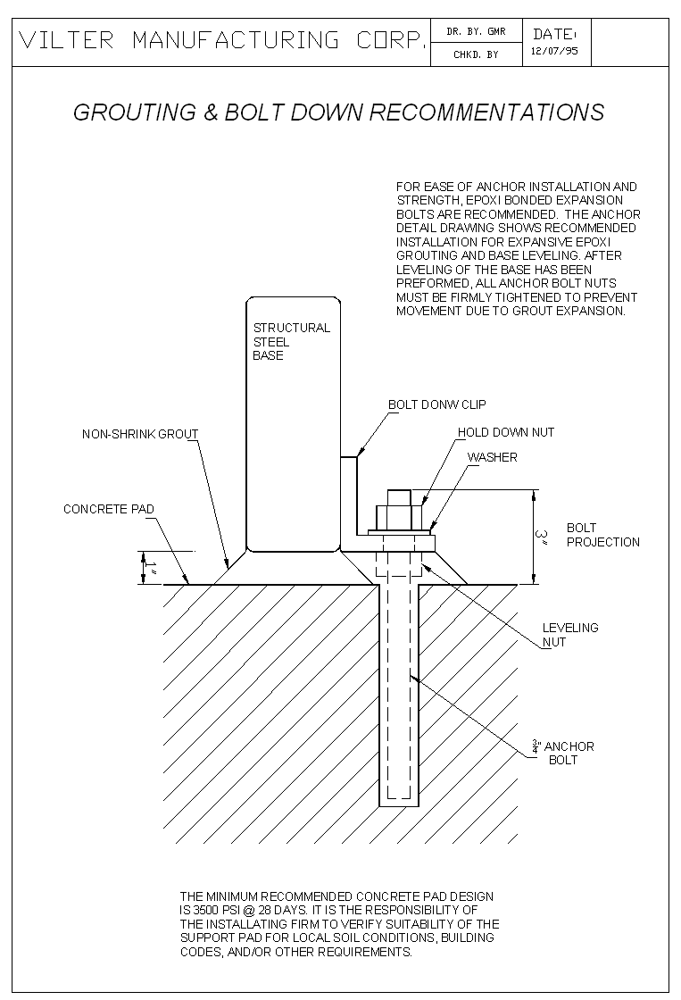 VILTER MANUFACTURING CORP.
DR. BY. GMR
CHKD. BY
DATE:
12/07/95
GROUTING & BOLT DOWN RECOMMENTATIONS
FOR EASE OF ANCHOR INSTALLATION AND
STRENGTH, EPOXI BONDED EXPANSION
BOLTS ARE RECOMMENDED. THE ANCHOR
DETAIL DRAWING SHOWS RECOMMENDED
INSTALLATION FOR EXPANSIVE EPOXI
GROUTING AND BASE LEVELING. AFTER
LEVELING OF THE BASE HAS BEEN
PREFORMED, ALL ANCHOR BOLT NUTS
MUST BE FIRMLY TIGHTENED TO PREVENT
MOVEMENT DUE TO GROUT EXPANSION.
STRUCTURAL
STEEL
BASE
BOLT DONW CLIP
NON-SHRINK GROUT
HOLD DOWN NUT
WASHER
CONCRETE PAD
BOLT
PROJECTION
3"
1"
LEVELING
NUT
3/4" ANCHOR
BOLT
THE MINIMUM RECOMMENDED CONCRETE PAD DESIGN
IS 3500 PSI @ 28 DAYS. IT IS THE RESPONSIBILITY OF
THE INSTALLATING FIRM TO VERIFY SUITABILITY OF THE
SUPPORT PAD FOR LOCAL SOIL CONDITIONS, BUILDING
CODES, AND/OR OTHER REQUIREMENTS.